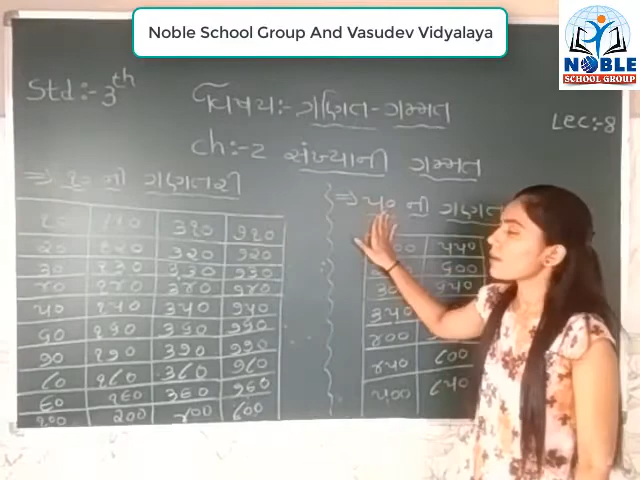 Noble School Group And Vasudev Vidyalaya
NOBLE
SCHOOL GROUP
Std:- 3th
વિષય:- ગણિત-ગમ્મત
Lec:-8
ch:-2 સંખ્યાની ગમ્મત
⇒ ૧૦ ની ગણતરી
૧૦ ૧૧૦ ૩૧૦ ૭૧૦
૨૦ ૧૨૦ ૩૨૦ ૭૨૦
૩૦ ૧૩૦ ૩૩૦ ૭૩૦
૪૦ ૧૪૦ ૩૪૦ ૭૪૦
૫૦ ૧૫૦ ૩૫૦ ૭૫૦
૬૦ ૧૬૦ ૩૬૦ ૭૬૦
૭૦ ૧૭૦ ૩૭૦ ૭૭૦
૮૦ ૧૮૦ ૩૮૦ ૭૮૦
૯૦ ૧૯૦ ૩૯૦ ૭૯૦
૧૦૦ ૨૦૦ ૪૦૦ ૮૦૦
⇒ ૫૦ ની ગણત
૫૫૦
૬૦૦
૬૫૦
૩૫૦
૪૦૦
૪૫૦ ૮૦૦
૫૦૦ ૮૫૦